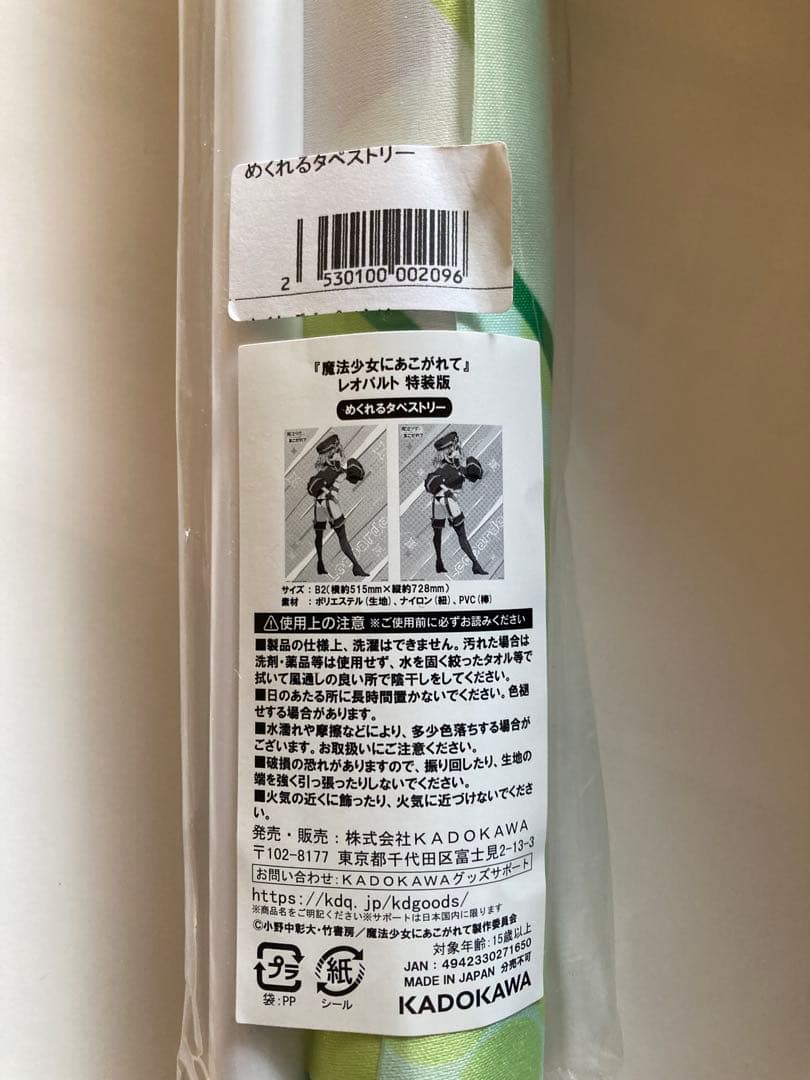 めくれるタペストリー
2 530100 002096
『魔法少女にあこがれて』
レオパルト 特装版
めくれるタペストリー
サイズ：B2(横約515mm×縦約728mm)
素材 ：ポリエステル(生地)、ナイロン(紐)、PVC(棒)
使用上の注意 ※ご使用前に必ずお読みください
■製品の仕様上、洗濯はできません。汚れた場合は
洗剤・薬品等は使用せず、水を固く絞ったタオル等で
拭いて風通しの良い所で陰干しをしてください。
■日のあたる所に長時間置かないでください。色褪
せする場合があります。
■水濡れや摩擦などにより、多少色落ちする場合が
ございます。お取扱いにご注意ください。
■破損の恐れがありますので、振り回したり、生地の
端を強く引っ張ったりしないでください。
■火気の近くに飾ったり、火気に近づけないでくださ
い。
発売・販売：株式会社KADOKAWA
〒102-8177 東京都千代田区富士見2-13-3
お問い合わせ：KADOKAWAグッズサポート
https://kdq.jp/kdgoods/
※商品名をご明記ください※サポートは日本国内に限ります
©小野中彰大・竹書房／魔法少女にあこがれて製作委員会
対象年齢：15歳以上
JAN：4942330271650
MADE IN JAPAN 分売不可
プラ
袋：PP
紙
シール
KADOKAWA